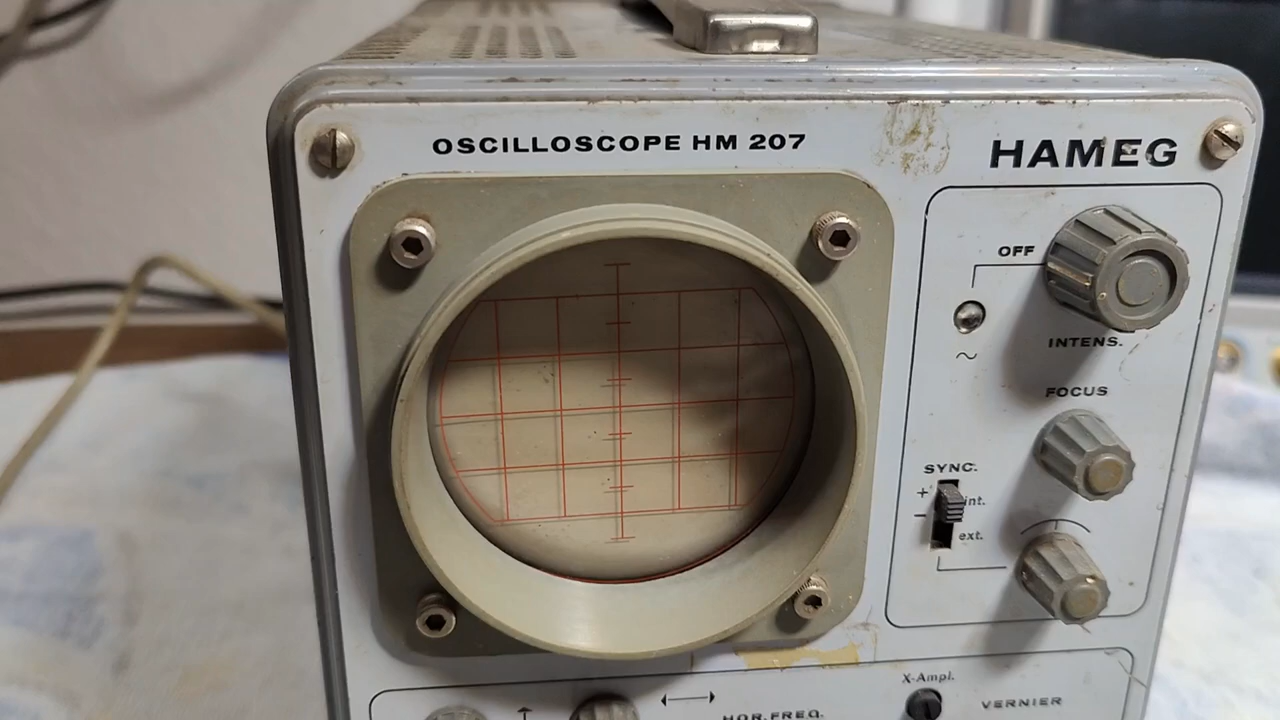 OSCILLOSCOPE HM 207
HAMEG
OFF
~
INTENS.
FOCUS
SYNC.
+
int.
−
ext.
X-Ampl.
HOR.FREQ.
VERNIER